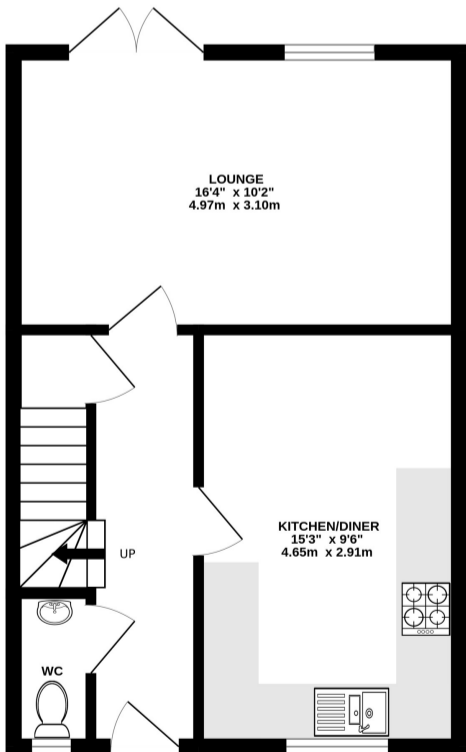 LOUNGE
16'4" x 10'2"
4.97m x 3.10m
KITCHEN/DINER
15'3" x 9'6"
4.65m x 2.91m
UP
WC